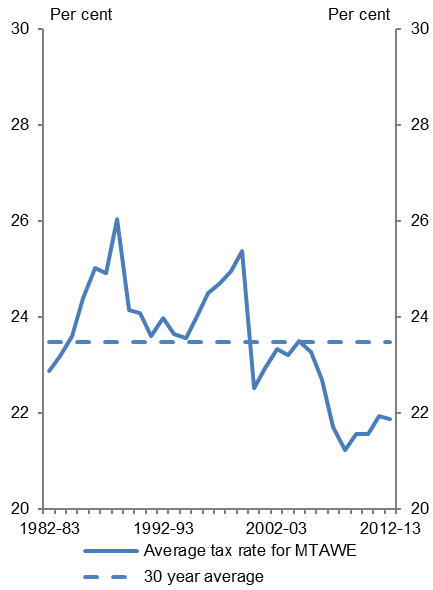 Per cent Per cent
30 30
28 28
26 26
24 24
22 22
20 20
1982-83 1992-93 2002-03 2012-13
Average tax rate for MTAWE
30 year average